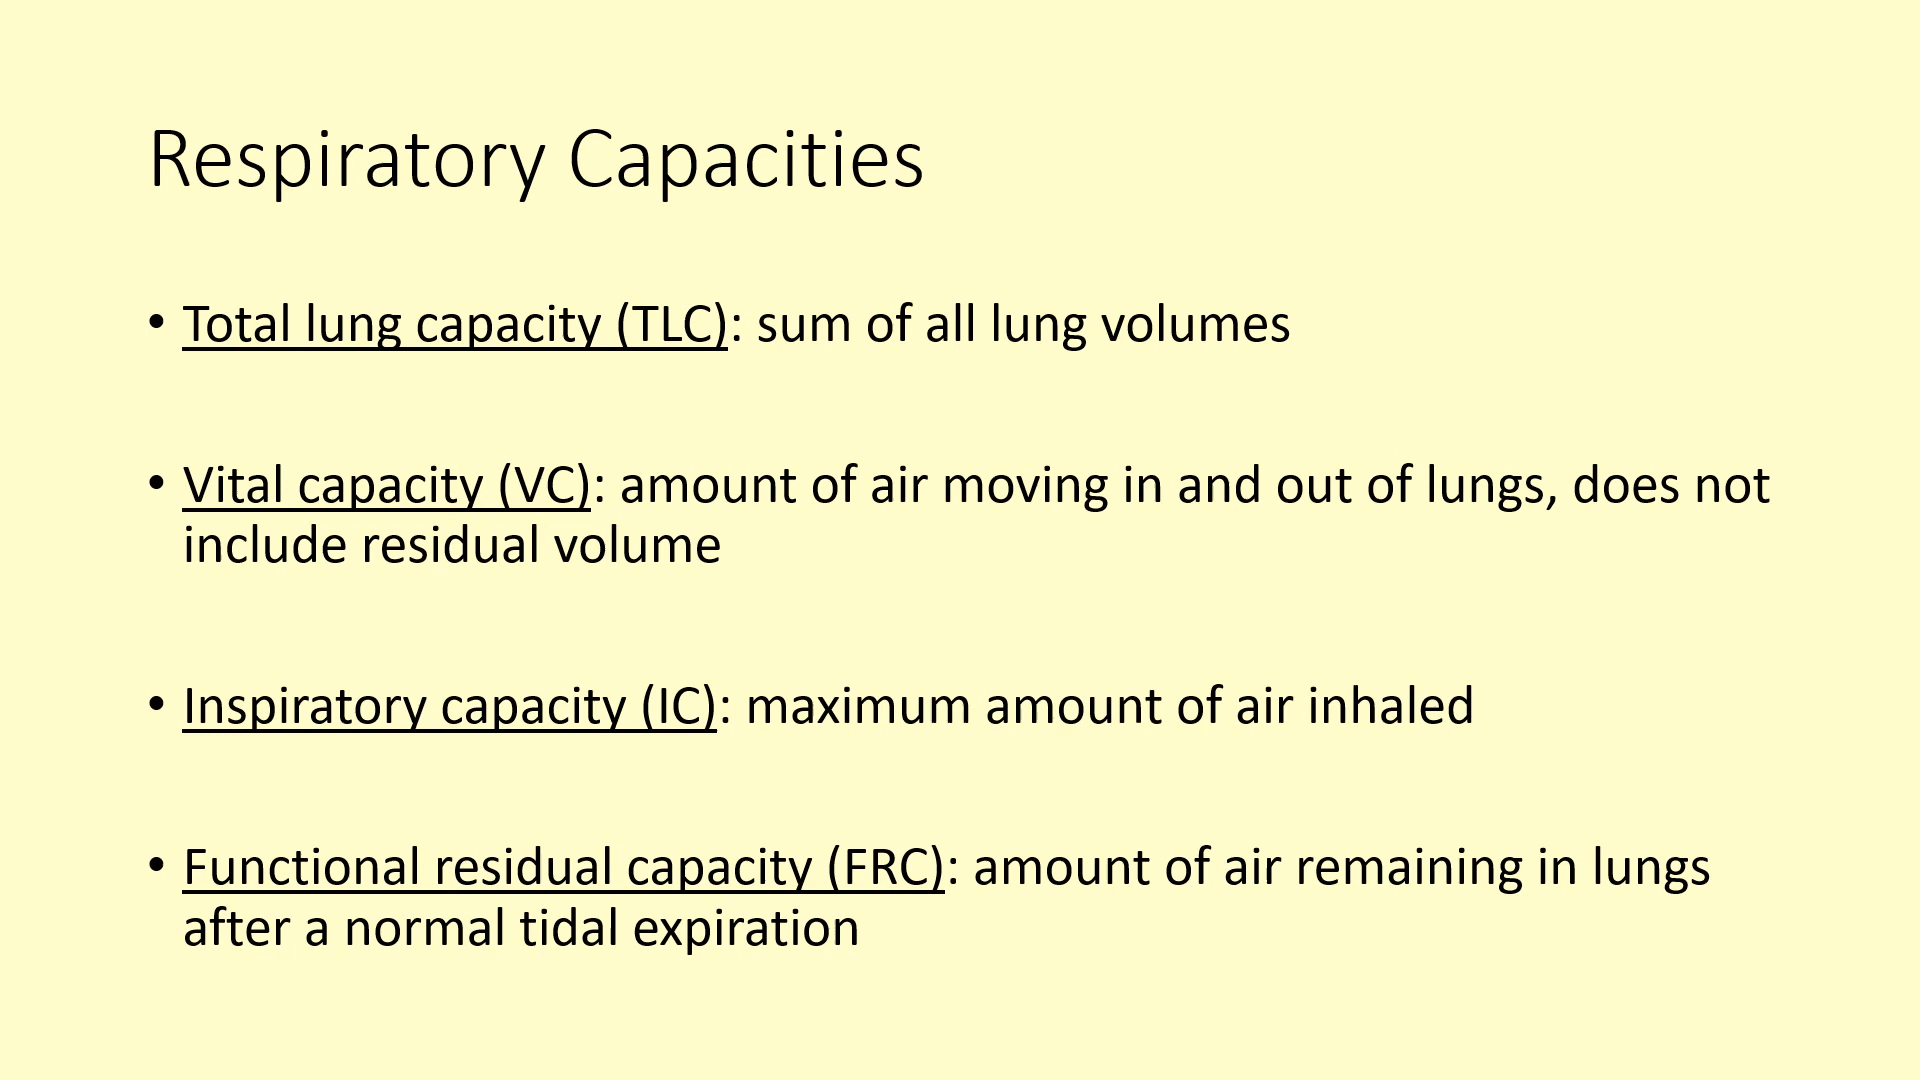 Respiratory Capacities
• Total lung capacity (TLC): sum of all lung volumes
• Vital capacity (VC): amount of air moving in and out of lungs, does not
include residual volume
• Inspiratory capacity (IC): maximum amount of air inhaled
• Functional residual capacity (FRC): amount of air remaining in lungs
after a normal tidal expiration